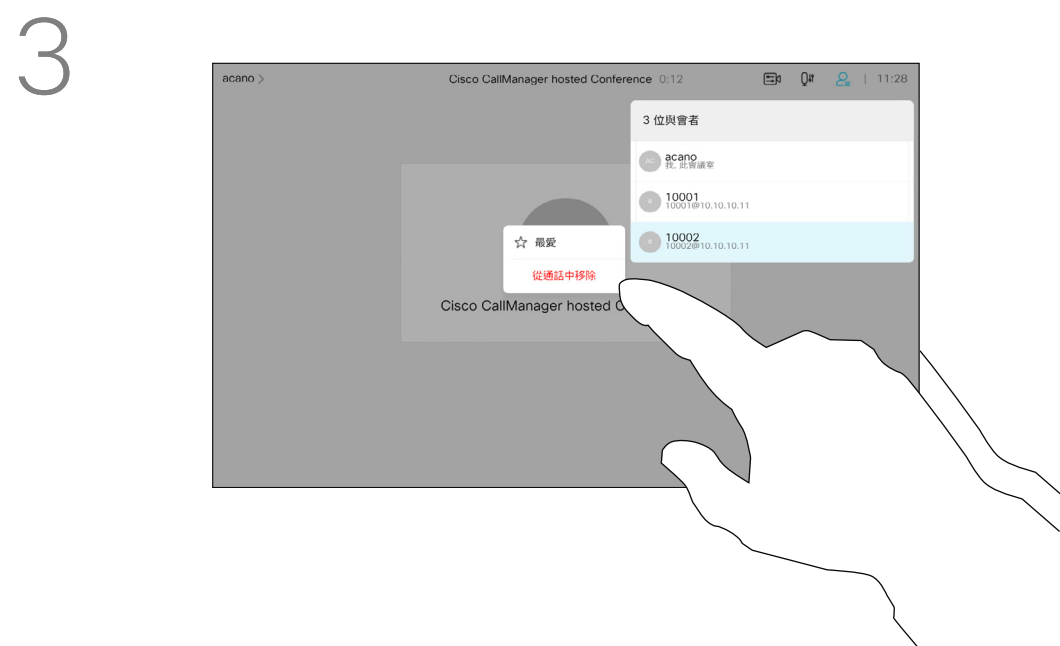 3
acano >
Cisco CallManager hosted Conference 0:12
11:28
3 位與會者
AC
acano
我, 此會議室
10001
10001@10.10.10.11
10002
10002@10.10.10.11
最愛
從通話中移除
Cisco CallManager hosted